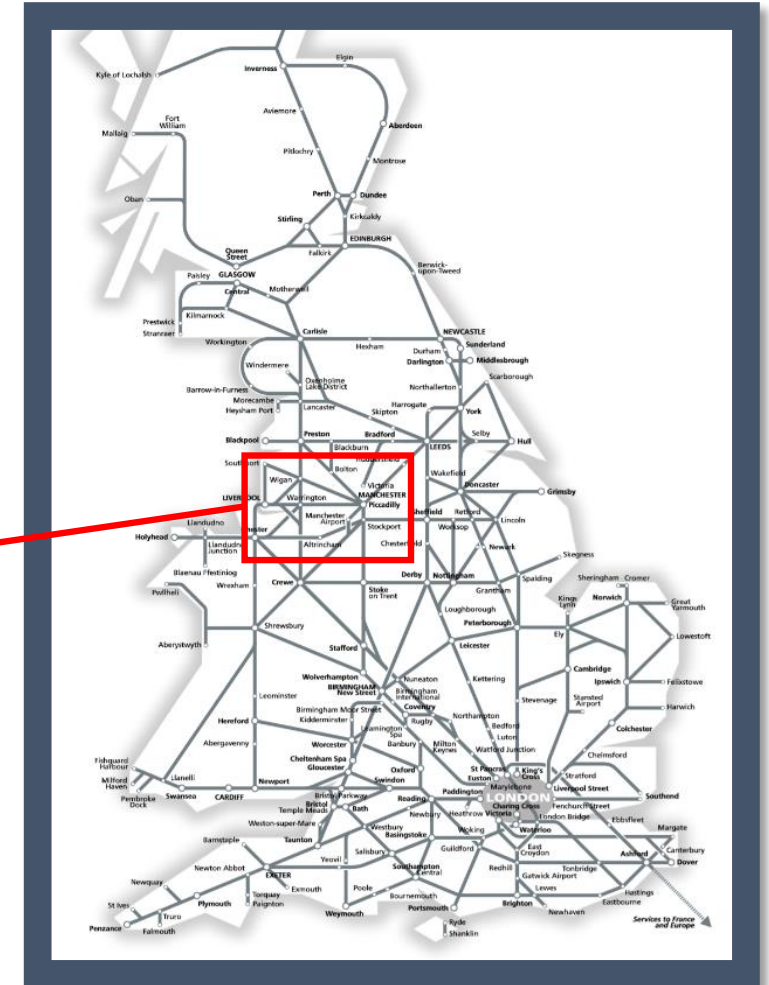 Elgin
Inverness
Kyle of Lochalsh
Aviemore
Fort
William
Mallaig
Aberdeen
Pitlochry
Montrose
Perth
Dundee
Oban
Stirling
Kirkcaldy
EDINBURGH
Queen
Street
Falkirk
Berwick-
upon-Tweed
Paisley
GLASGOW
Central
Motherwell
Prestwick
Kilmarnock
Stranraer
Carlisle
NEWCASTLE
Workington
Hexham
Sunderland
Durham
Darlington
Middlesbrough
Windermere
Oxenholme
Lake District
Scarborough
Barrow-in-Furness
Northallerton
Morecambe
Heysham Port
Lancaster
Harrogate
York
Skipton
Blackpool
Preston
Bradford
Selby
Blackburn
LEEDS
Hull
Bolton
Wakefield
Wigan
Victoria
Doncaster
MANCHESTER
Grimsby
Warrington
Piccadilly
Manchester
Airport
Retford
Lincoln
Llandudno
Stockport
Worksop
Holyhead
Llandudno
Junction
Altrincham
Newark
Skegness
Blaenau Ffestiniog
Derby
Nottingham
Sheringham
Cromer
Pwllheli
Wrexham
Crewe
Stoke
on Trent
Grantham
Spalding
Kings
Lynn
Norwich
Great
Yarmouth
Loughborough
Peterborough
Ely
Lowestoft
Shrewsbury
Aberystwyth
Stafford
Leicester
Cambridge
Wolverhampton
Nuneaton
Kettering
Ipswich
Felixstowe
BIRMINGHAM
New Street
Birmingham
International
Leominster
Stevenage
Stansted
Airport
Harwich
Birmingham Moor Street
Coventry
Hereford
Kidderminster
Rugby
Northampton
Colchester
Leamington
Spa
Bedford
Abergavenny
Worcester
Banbury
Milton
Keynes
Luton
Watford Junction
Chelmsford
Cheltenham Spa
Gloucester
Oxford
St Pancras
Euston
King's
Cross
Stratford
Fishguard
Harbour
Llanelli
Newport
Swindon
Paddington
Marylebone
Liverpool Street
Milford
Haven
Swansea
CARDIFF
Bristol Parkway
Reading
LONDON
Southend
Pembroke
Dock
Bristol
Temple Meads
Bath
Newbury
Heathrow
Victoria
Charing Cross
Fenchurch Street
London Bridge
Ebbsfleet
Weston-super-Mare
Westbury
Basingstoke
Woking
Waterloo
Margate
Barnstaple
Taunton
Salisbury
Guildford
East
Croydon
Canterbury
Yeovil
Ashford
Dover
Newton Abbot
Southampton
Central
Redhill
Tonbridge
EXETER
Gatwick Airport
Newquay
Exmouth
Poole
Lewes
Hastings
St Ives
Plymouth
Torquay
Paignton
Bournemouth
Portsmouth
Brighton
Eastbourne
Truro
Weymouth
Newhaven
Penzance
Falmouth
Ryde
Shanklin
Services to France
and Europe